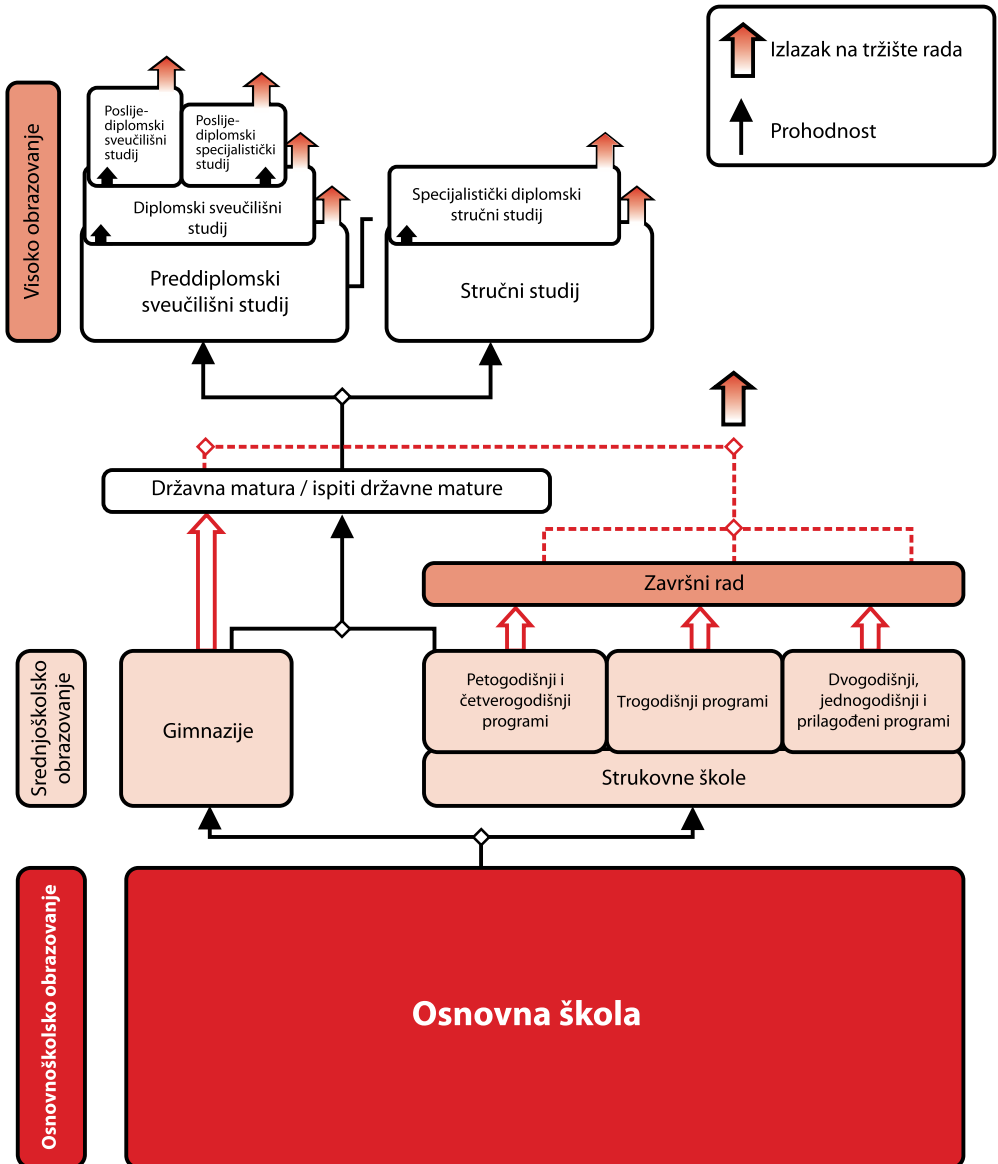 Izlazak na tržište rada
Prohodnost
Visoko obrazovanje
Poslije-
diplomski
sveučilišni
studij
Poslije-
diplomski
specijalistički
studij
Diplomski sveučilišni
studij
Preddiplomski
sveučilišni studij
Specijalistički diplomski
stručni studij
Stručni studij
Državna matura / ispiti državne mature
Završni rad
Srednjoškolsko
obrazovanje
Gimnazije
Petogodišnji i
četverogodišnji
programi
Trogodišnji programi
Dvogodišnji,
jednogodišnji i
prilagođeni programi
Strukovne škole
Osnovnoškolsko obrazovanje
Osnovna škola